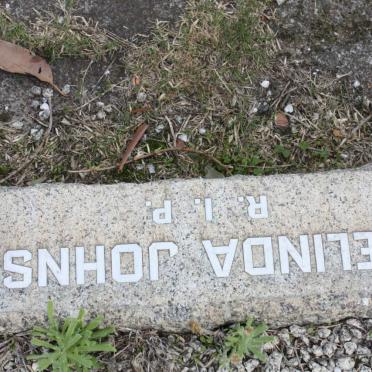 ELINDA JOHNS
R. I. P.